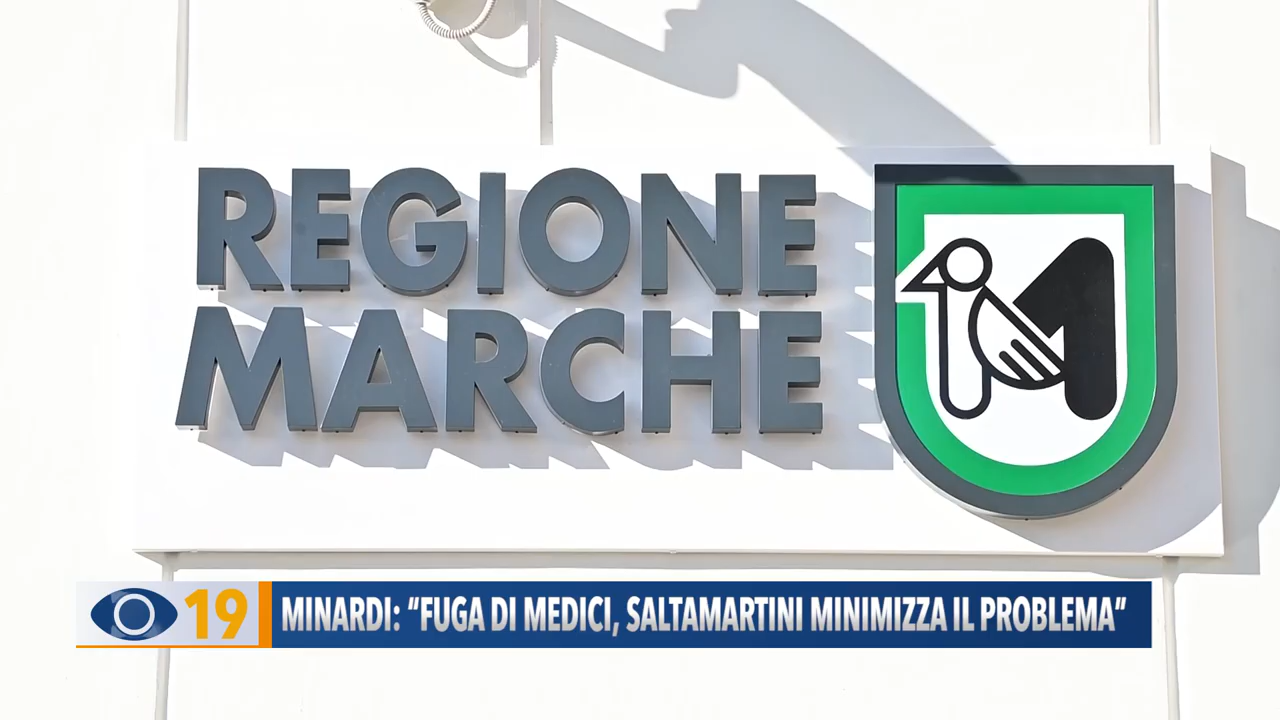 REGIONE
MARCHE
19
MINARDI: “FUGA DI MEDICI, SALTAMARTINI MINIMIZZA IL PROBLEMA”